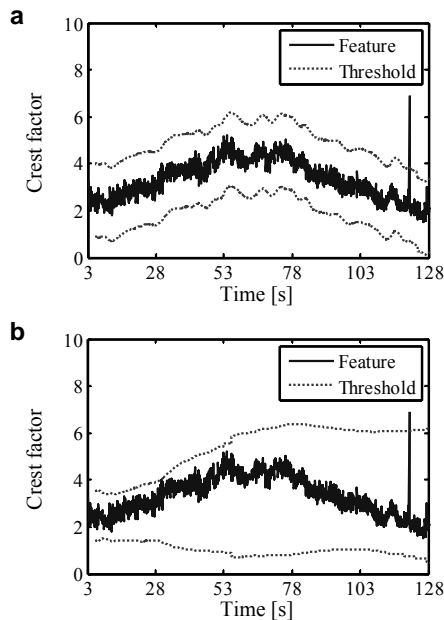 a
10
Feature
Threshold
8
6
4
2
0
Crest factor
3 28 53 78 103 128
Time [s]
b
10
Feature
Threshold
8
6
4
2
0
Crest factor
3 28 53 78 103 128
Time [s]